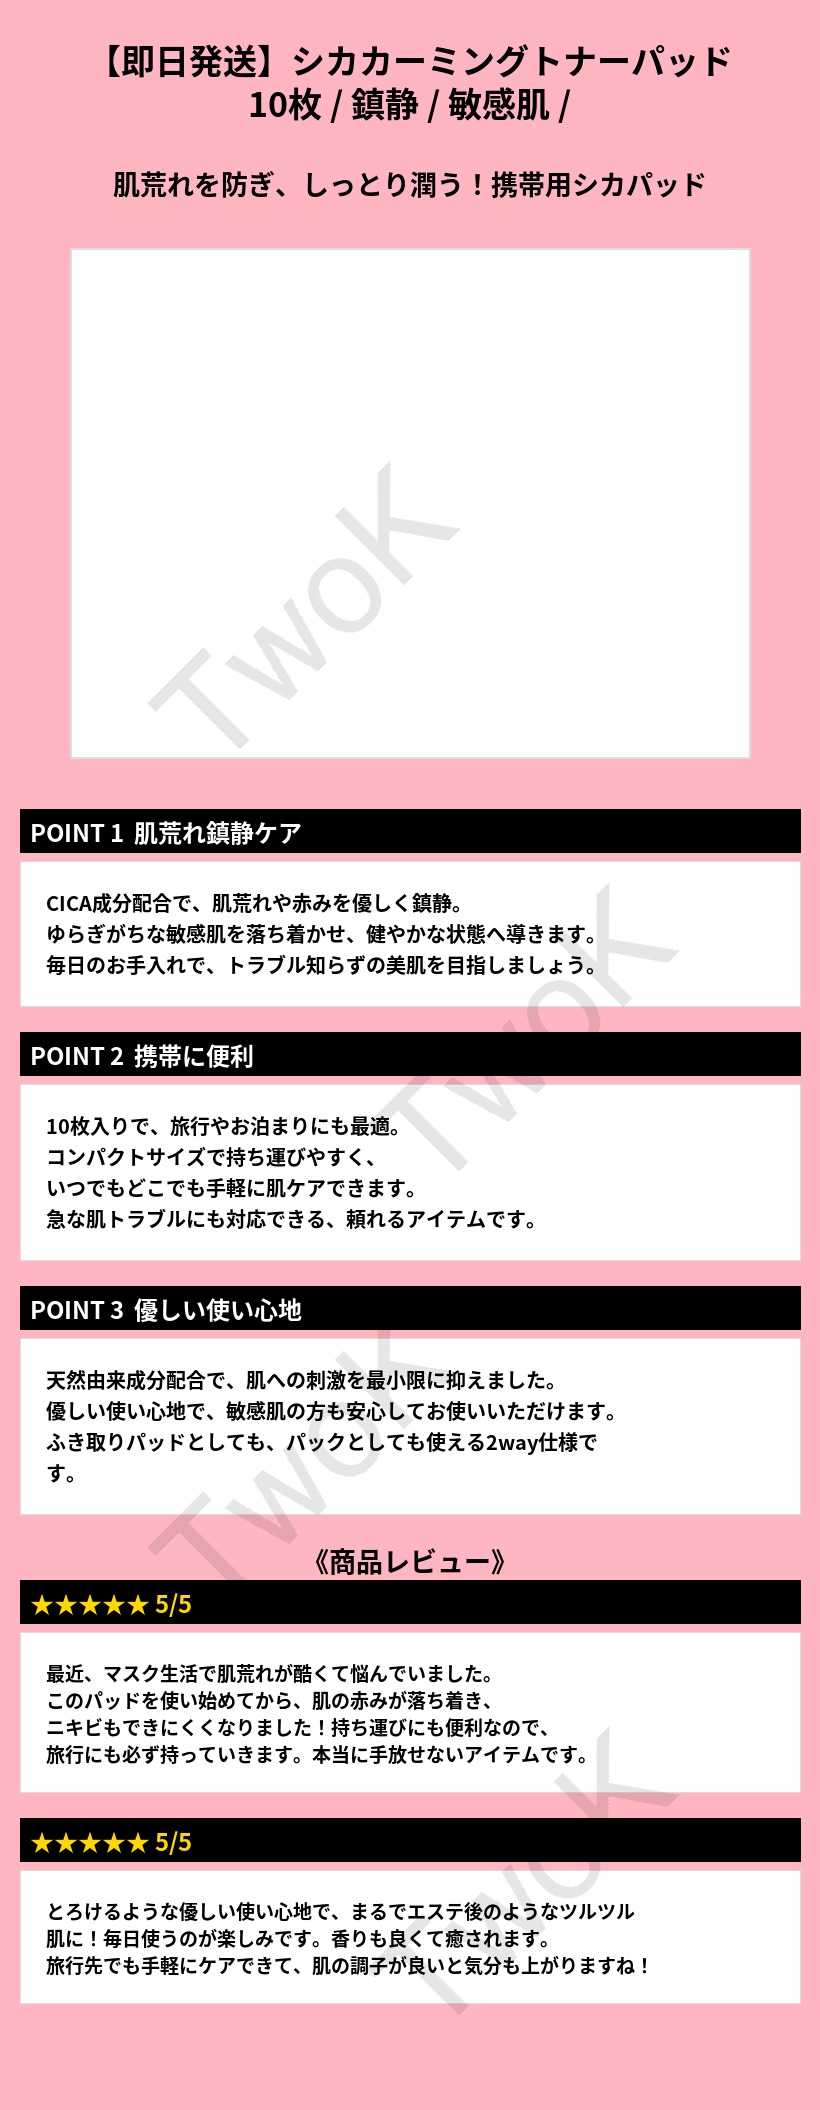 【即日発送】シカカーミングトナーパッド
10枚 / 鎮静 / 敏感肌 /
肌荒れを防ぎ、しっとり潤う！携帯用シカパッド
TwoK
POINT 1 肌荒れ鎮静ケア
CICA成分配合で、肌荒れや赤みを優しく鎮静。
ゆらぎがちな敏感肌を落ち着かせ、健やかな状態へ導きます。
毎日のお手入れで、トラブル知らずの美肌を目指しましょう。
TwoK
POINT 2 携帯に便利
10枚入りで、旅行やお泊まりにも最適。
コンパクトサイズで持ち運びやすく、
いつでもどこでも手軽に肌ケアできます。
急な肌トラブルにも対応できる、頼れるアイテムです。
POINT 3 優しい使い心地
天然由来成分配合で、肌への刺激を最小限に抑えました。
優しい使い心地で、敏感肌の方も安心してお使いいただけます。
ふき取りパッドとしても、パックとしても使える2way仕様で
す。
TwoK
《商品レビュー》
★★★★★ 5/5
最近、マスク生活で肌荒れが酷くて悩んでいました。
このパッドを使い始めてから、肌の赤みが落ち着き、
ニキビもできにくくなりました！持ち運びにも便利なので、
旅行にも必ず持っていきます。本当に手放せないアイテムです。
★★★★★ 5/5
TwoK
とろけるような優しい使い心地で、まるでエステ後のようなツルツル
肌に！毎日使うのが楽しみです。香りも良くて癒されます。
旅行先でも手軽にケアできて、肌の調子が良いと気分も上がりますね！